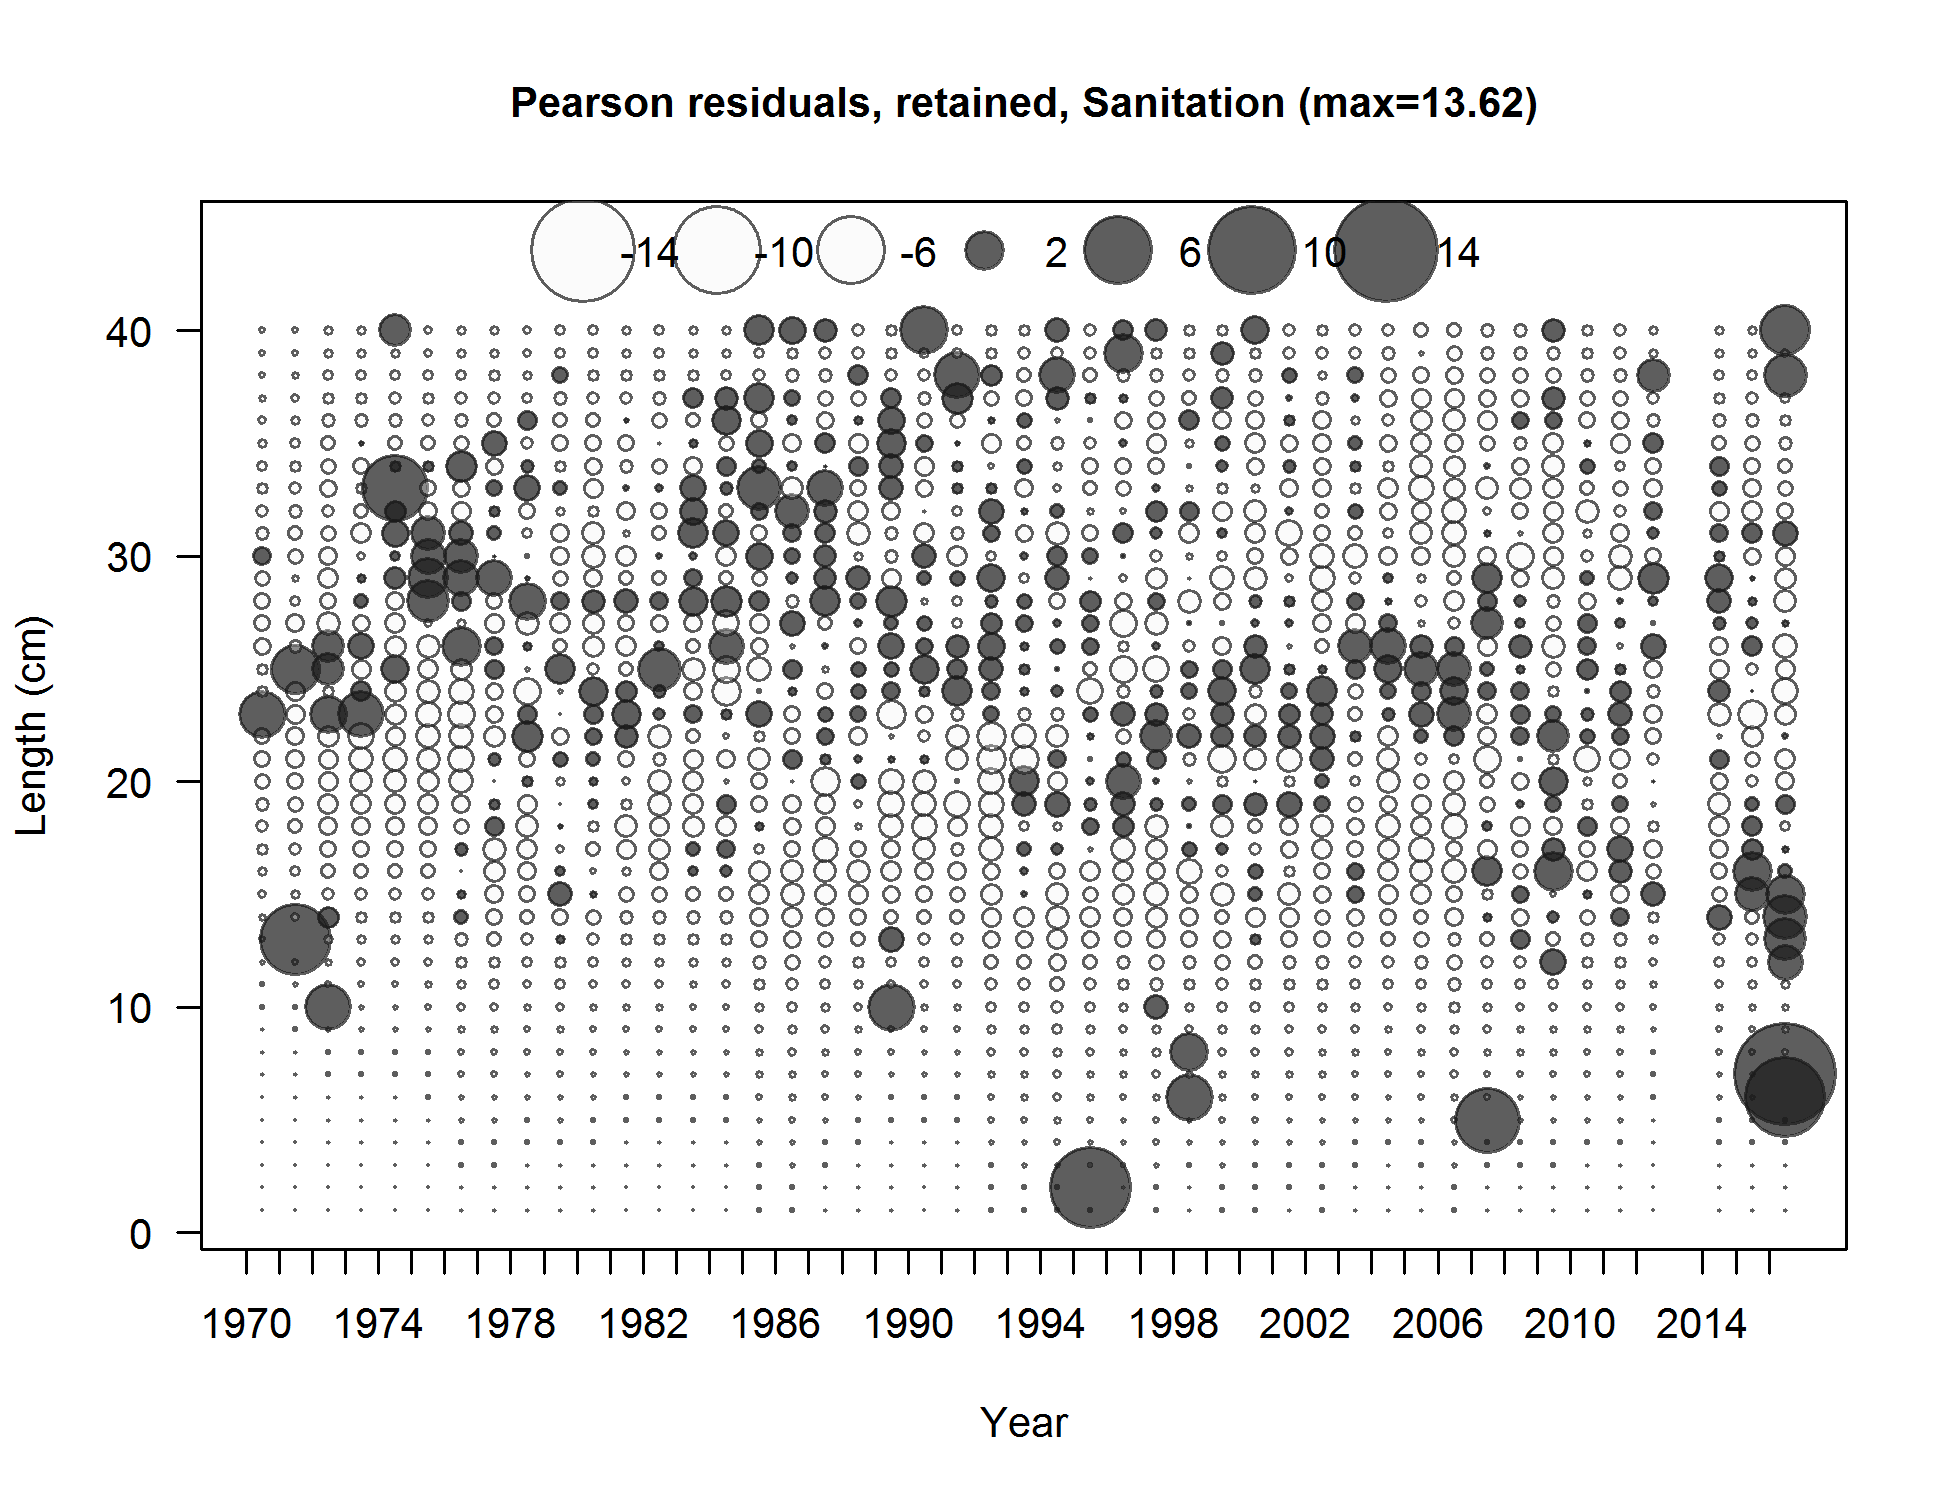 Pearson residuals, retained, Sanitation (max=13.62)
-14 -10 -6 2 6 10 14
40
30
20
10
0
Length (cm)
1970 1974 1978 1982 1986 1990 1994 1998 2002 2006 2010 2014
Year